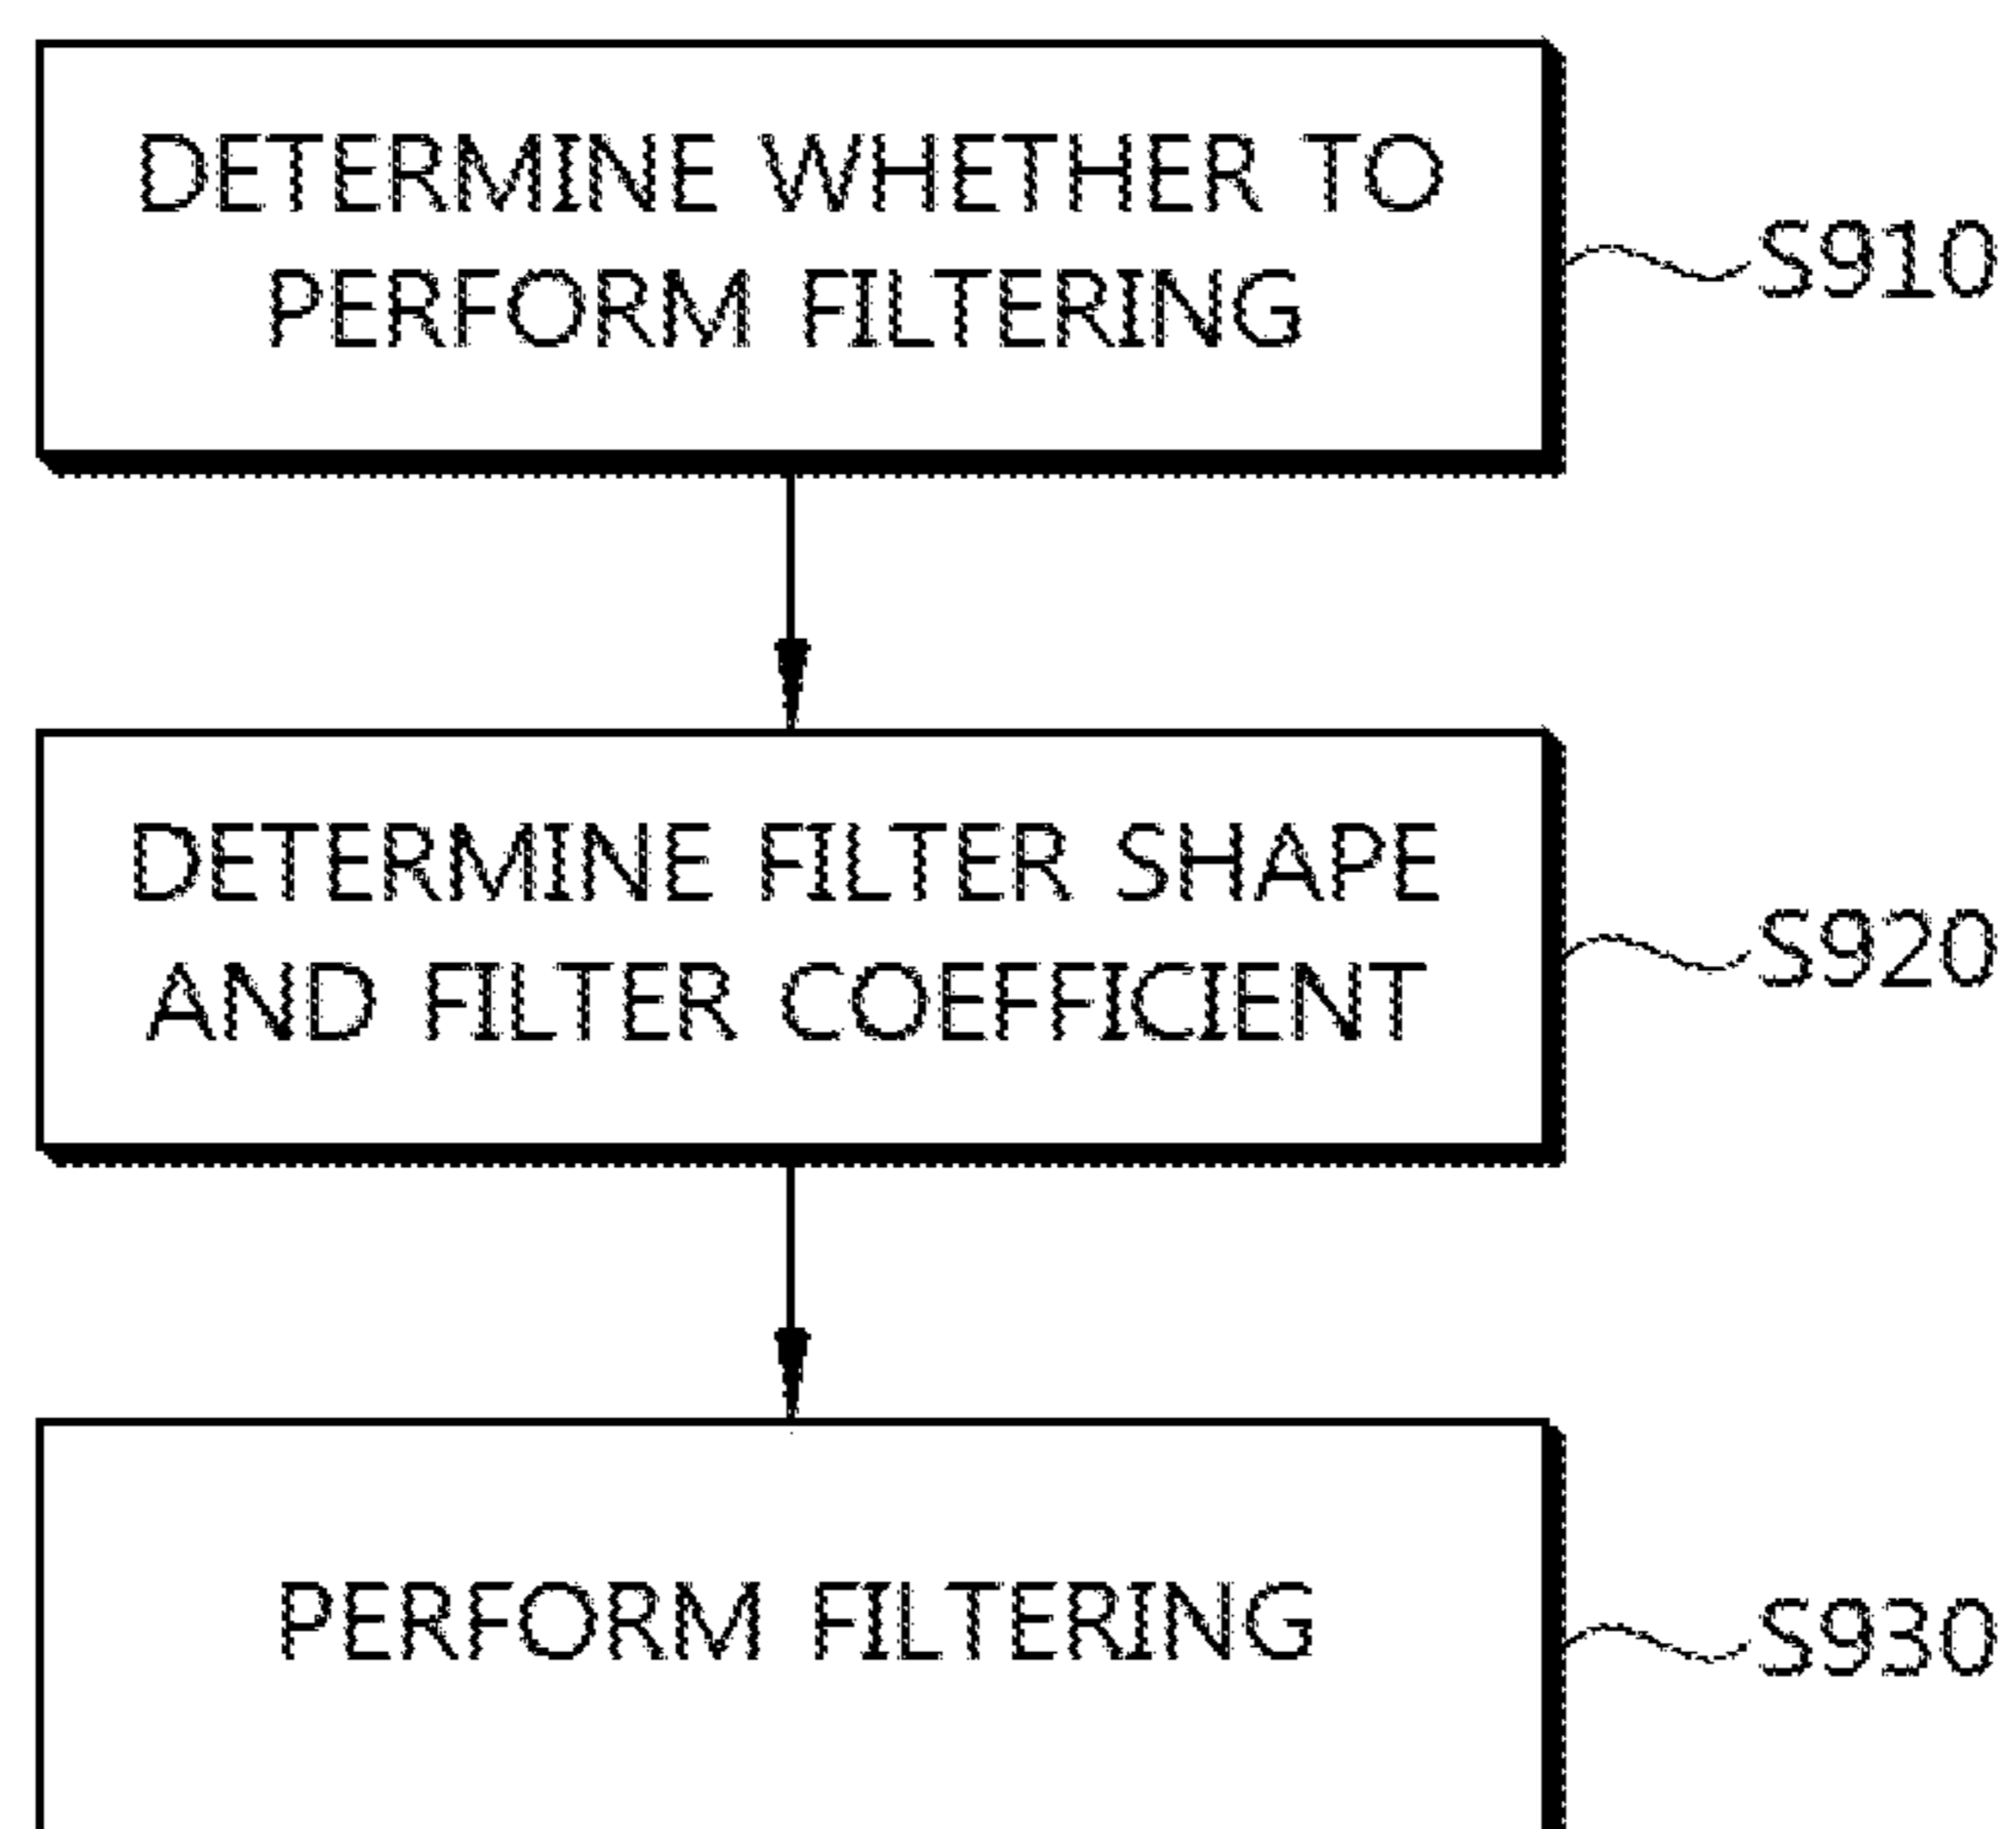 DETERMINE WHETHER TO
PERFORM FILTERING
S910
DETERMINE FILTER SHAPE
AND FILTER COEFFICIENT
S920
PERFORM FILTERING
S930